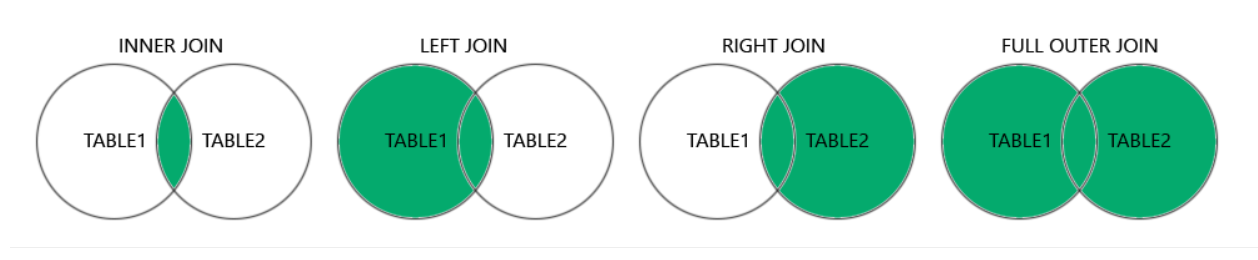 INNER JOIN
LEFT JOIN
RIGHT JOIN
FULL OUTER JOIN
TABLE1 TABLE2
TABLE1 TABLE2
TABLE1 TABLE2
TABLE1 TABLE2